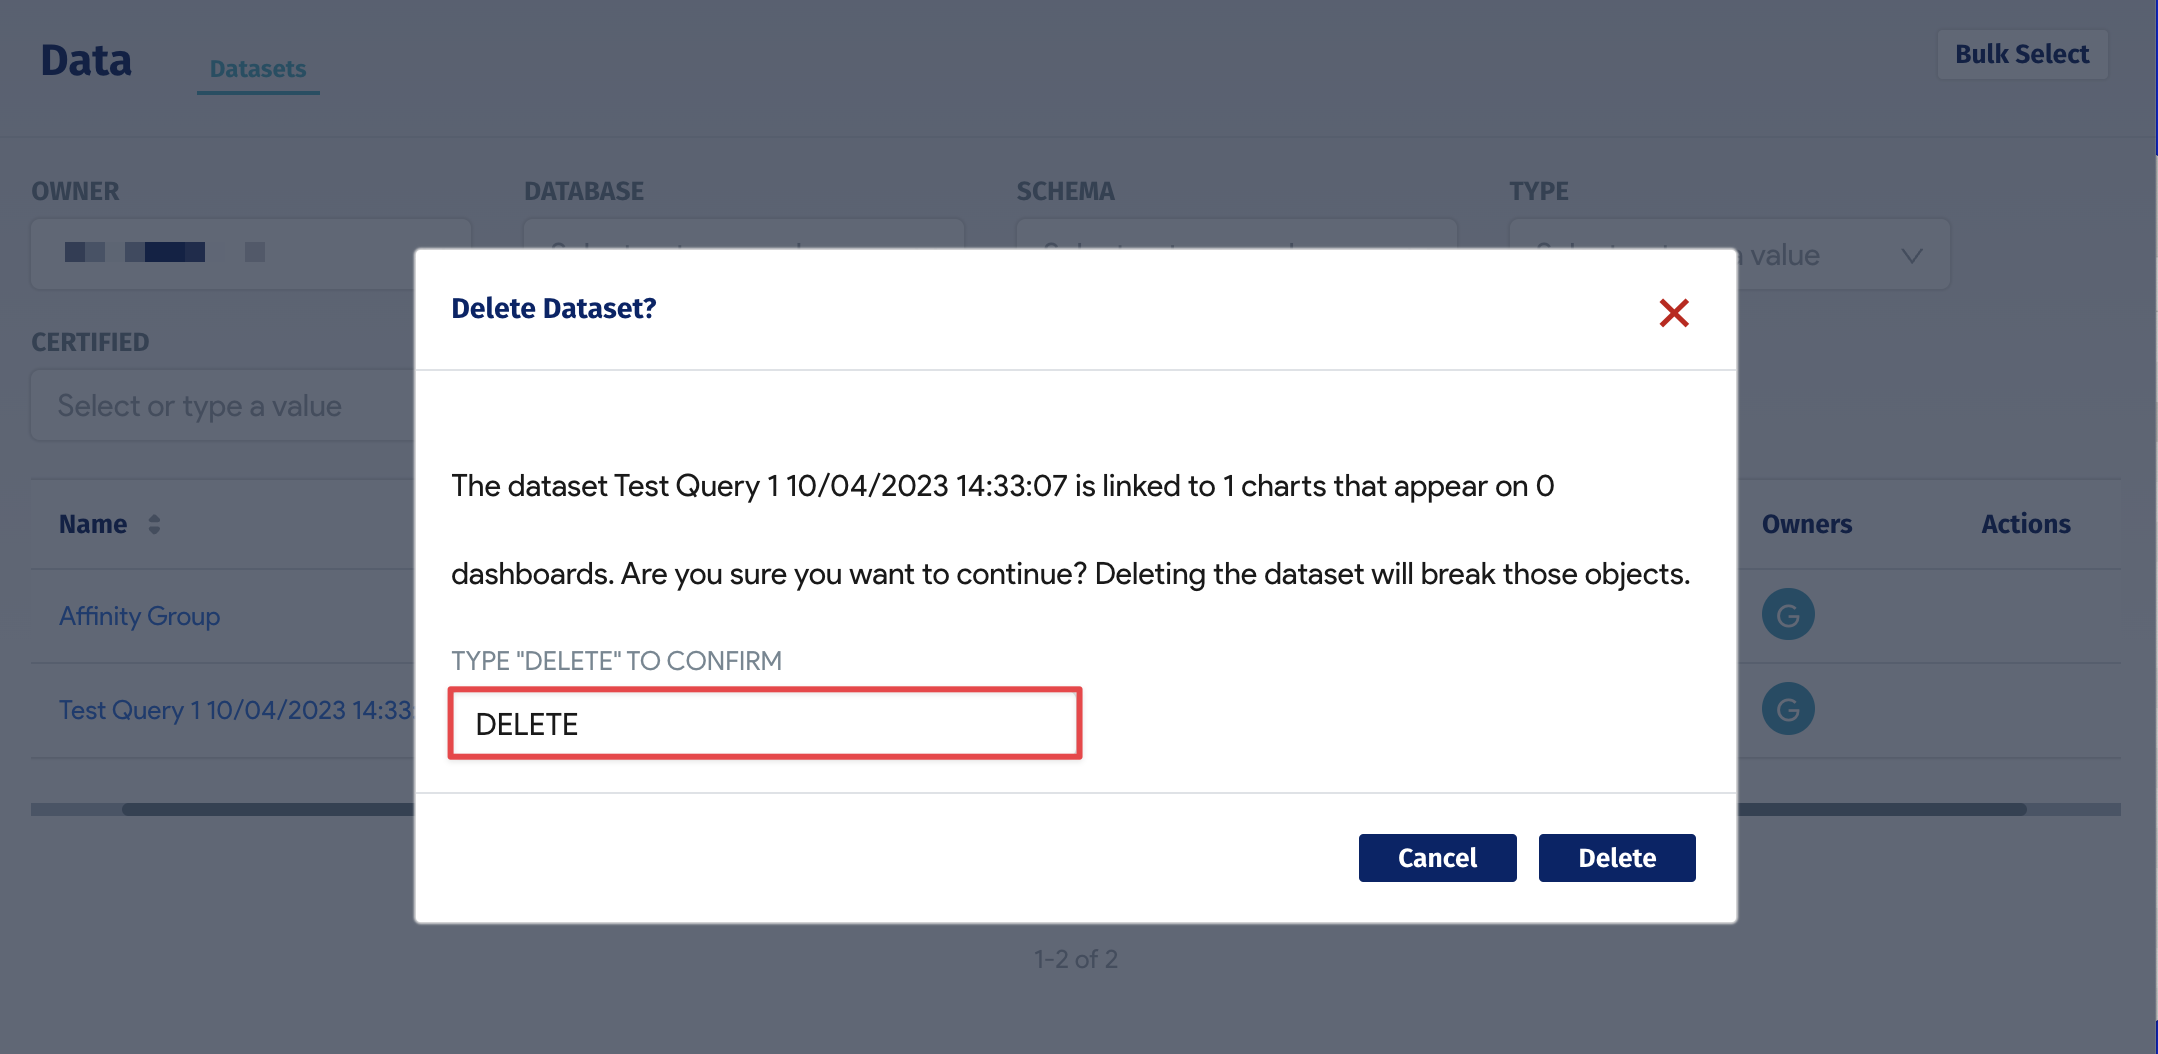 Data
Datasets
Bulk Select
OWNER
DATABASE
SCHEMA
TYPE
a value
CERTIFIED
Select or type a value
Delete Dataset?
The dataset Test Query 1 10/04/2023 14:33:07 is linked to 1 charts that appear on 0
dashboards. Are you sure you want to continue? Deleting the dataset will break those objects.
TYPE "DELETE" TO CONFIRM
DELETE
Cancel
Delete
Name
Owners
Actions
Affinity Group
G
Test Query 1 10/04/2023 14:33:
G
1-2 of 2